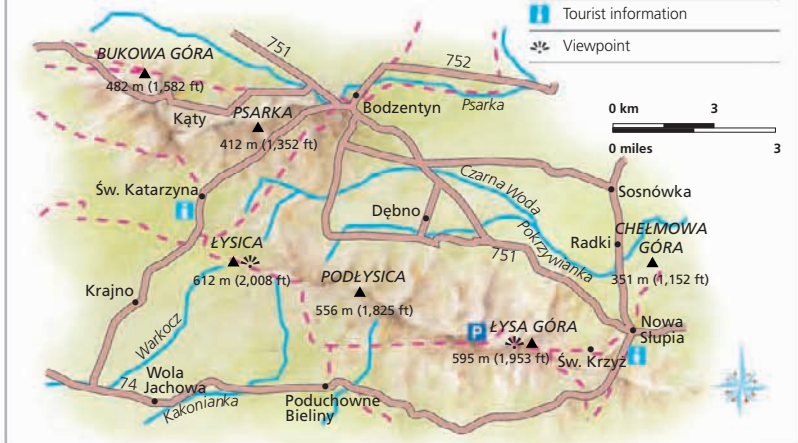 Tourist information
Viewpoint
0 km 3
0 miles 3
751
752
BUKOWA GÓRA
482 m (1,582 ft)
Kąty
PSARKA
412 m (1,352 ft)
Bodzentyn
Psarka
Św. Katarzyna
Czarna Woda
Sosnówka
Dębno
Pokrzywianka
Radki
CHEŁMOWA
GÓRA
351 m (1,152 ft)
ŁYSICA
612 m (2,008 ft)
751
PODŁYSICA
556 m (1,825 ft)
Krajno
Warkocz
P
ŁYSA GÓRA
595 m (1,953 ft)
Św. Krzyż
Nowa
Słupia
74
Wola
Jachowa
Kakonianka
Poduchowne
Bieliny